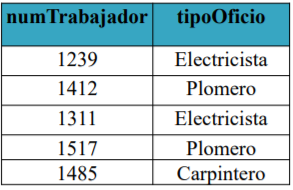 numTrabajador tipoOficio
1239 Electricista
1412 Plomero
1311 Electricista
1517 Plomero
1485 Carpintero